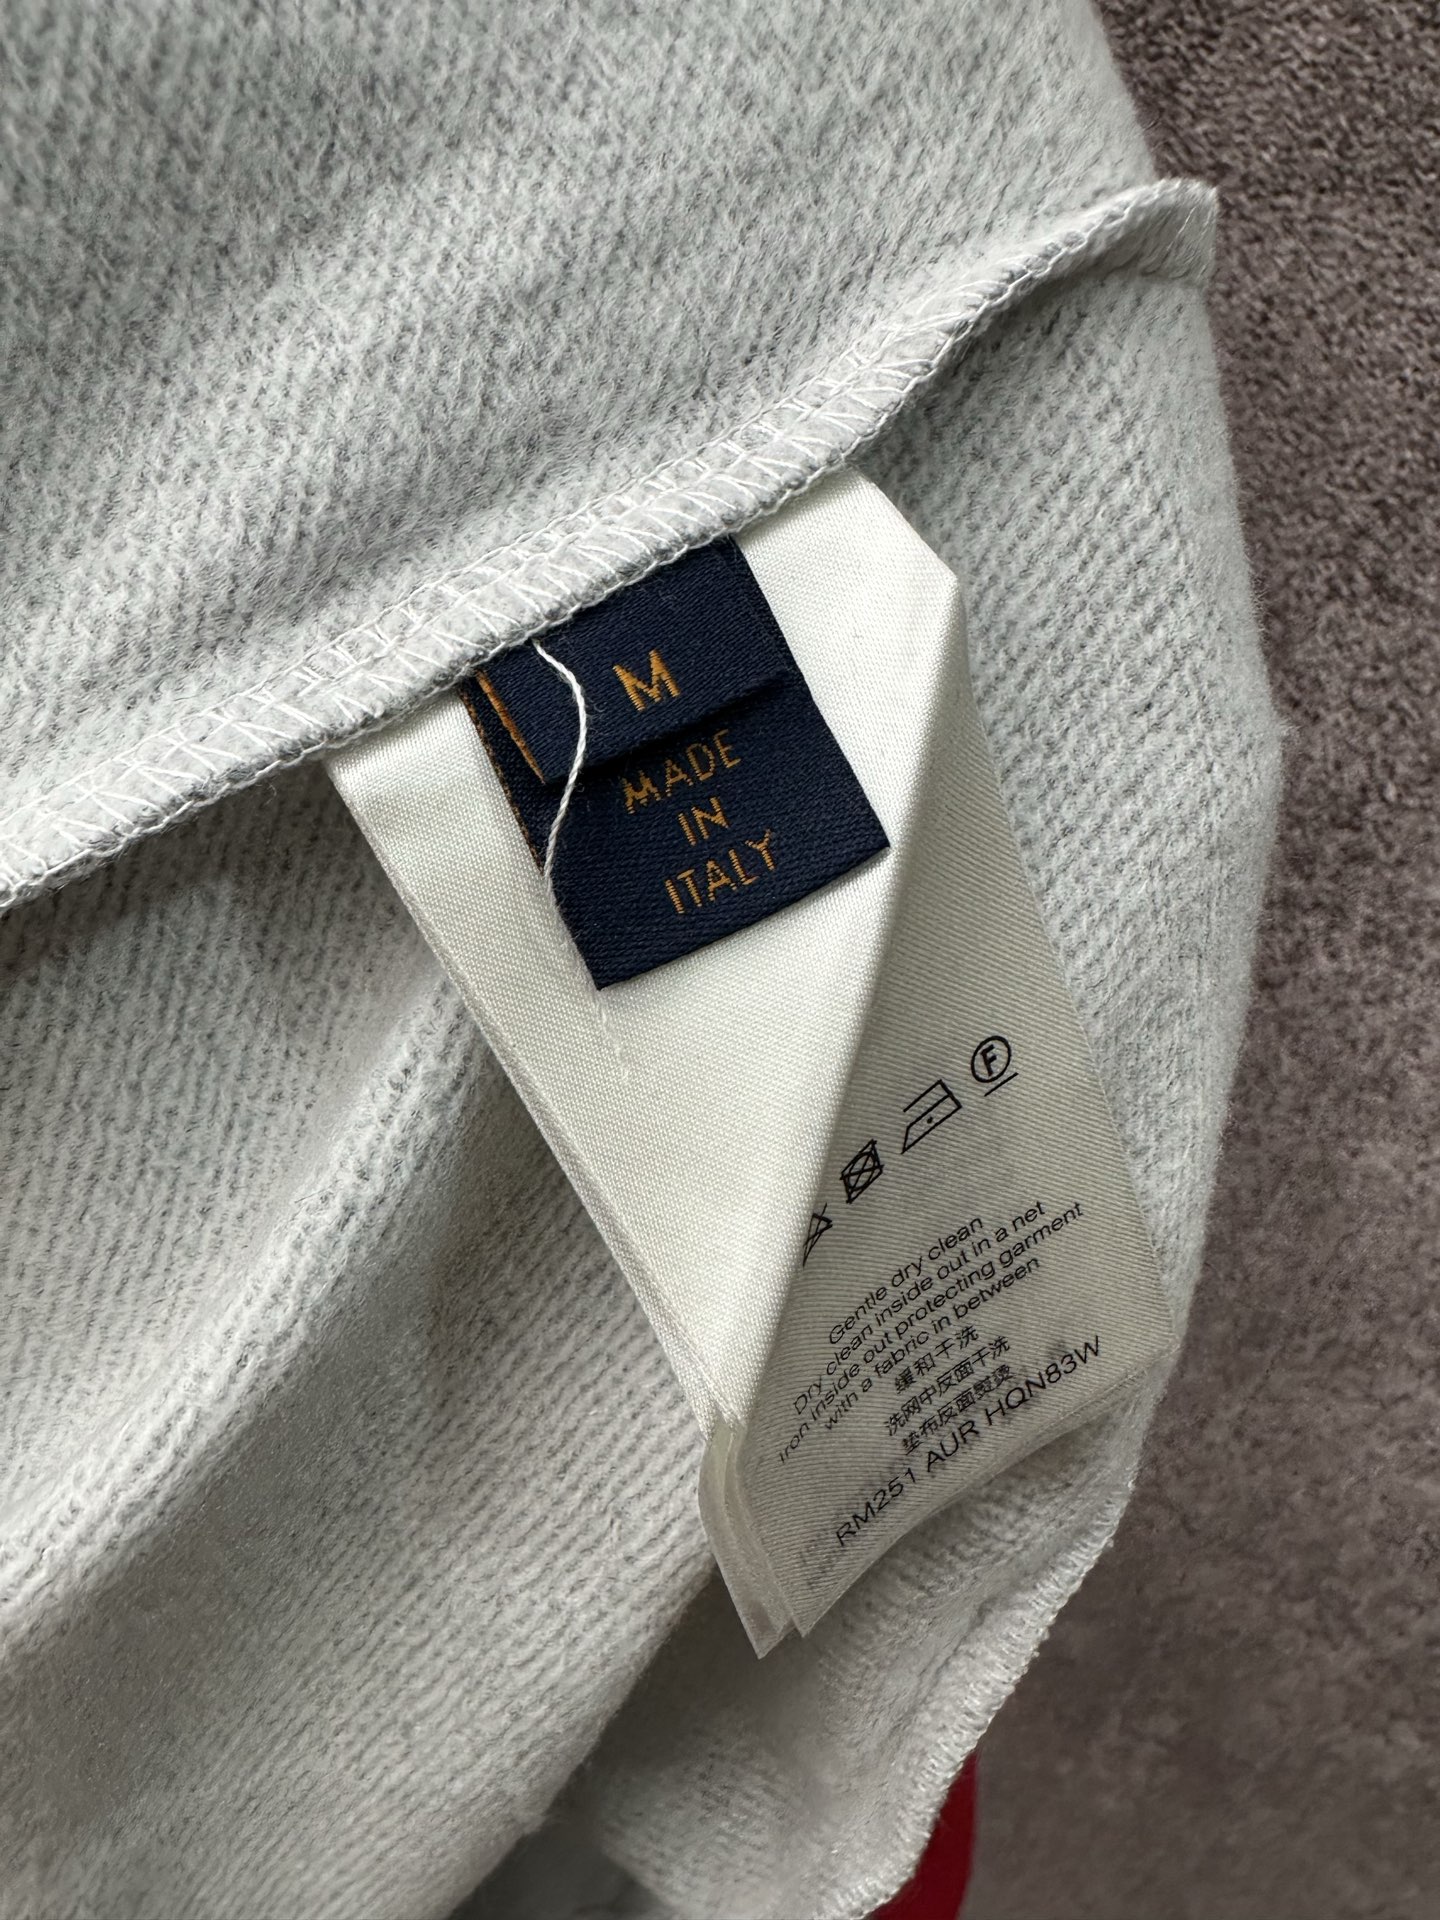 M
MADE
IN
ITALY
F
Gentle dry clean
Dry clean inside out in a net
Iron inside out protecting garment
with a fabric in between
缓和干洗
洗网中反面干洗
垫布反面熨烫
RM251 AUR HQN83W